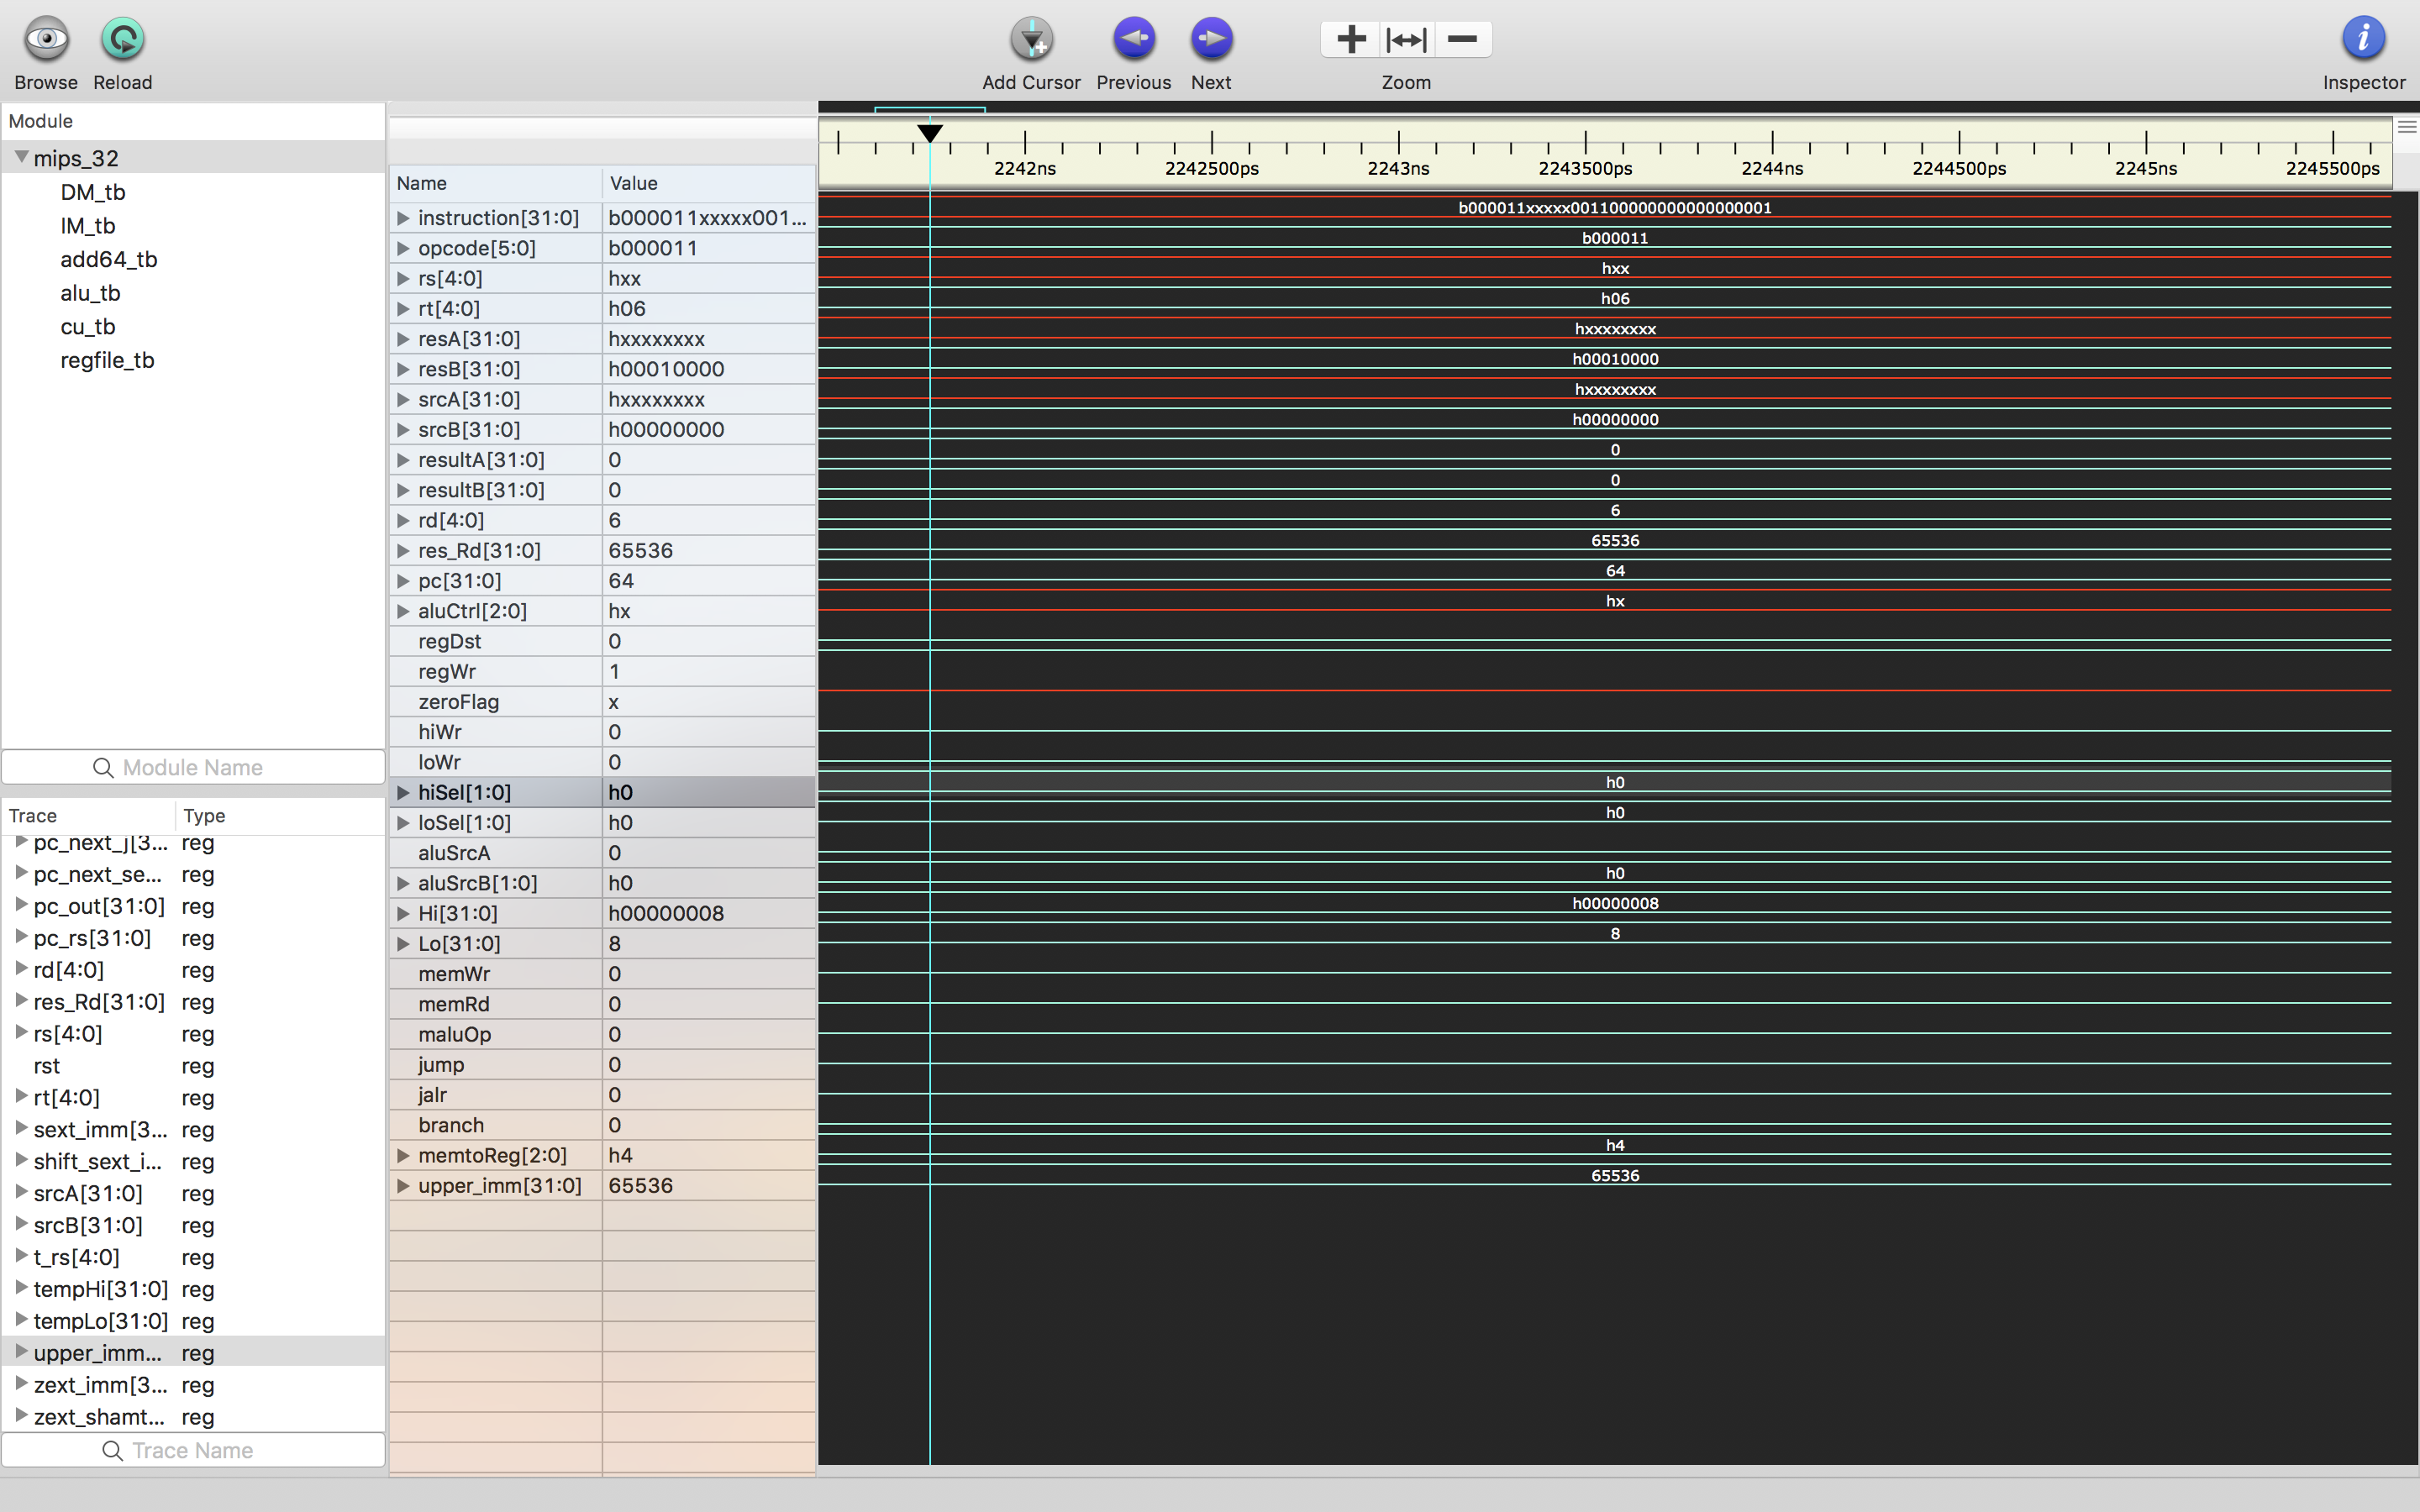 Browse Reload Add Cursor Previous Next Zoom Inspector
Module
mips_32
DM_tb
IM_tb
add64_tb
alu_tb
cu_tb
regfile_tb
Module Name
Trace Type
pc_next_j[3... reg
pc_next_se... reg
pc_out[31:0] reg
pc_rs[31:0] reg
rd[4:0] reg
res_Rd[31:0] reg
rs[4:0] reg
rst reg
rt[4:0] reg
sext_imm[3... reg
shift_sext_i... reg
srcA[31:0] reg
srcB[31:0] reg
t_rs[4:0] reg
tempHi[31:0] reg
tempLo[31:0] reg
upper_imm... reg
zext_imm[3... reg
zext_shamt... reg
Trace Name
2242ns 2242500ps 2243ns 2243500ps 2244ns 2244500ps 2245ns 2245500ps
Name Value
instruction[31:0] b000011xxxxx001... b000011xxxxx001100000000000000001
opcode[5:0] b000011 b000011
rs[4:0] hxx hxx
rt[4:0] h06 h06
resA[31:0] hxxxxxxxx hxxxxxxxx
resB[31:0] h00010000 h00010000
srcA[31:0] hxxxxxxxx hxxxxxxxx
srcB[31:0] h00000000 h00000000
resultA[31:0] 0 0
resultB[31:0] 0 0
rd[4:0] 6 6
res_Rd[31:0] 65536 65536
pc[31:0] 64 64
aluCtrl[2:0] hx hx
regDst 0
regWr 1
zeroFlag x
hiWr 0
loWr 0
hiSel[1:0] h0 h0
loSel[1:0] h0 h0
aluSrcA 0
aluSrcB[1:0] h0 h0
Hi[31:0] h00000008 h00000008
Lo[31:0] 8 8
memWr 0
memRd 0
maluOp 0
jump 0
jalr 0
branch 0
memtoReg[2:0] h4 h4
upper_imm[31:0] 65536 65536